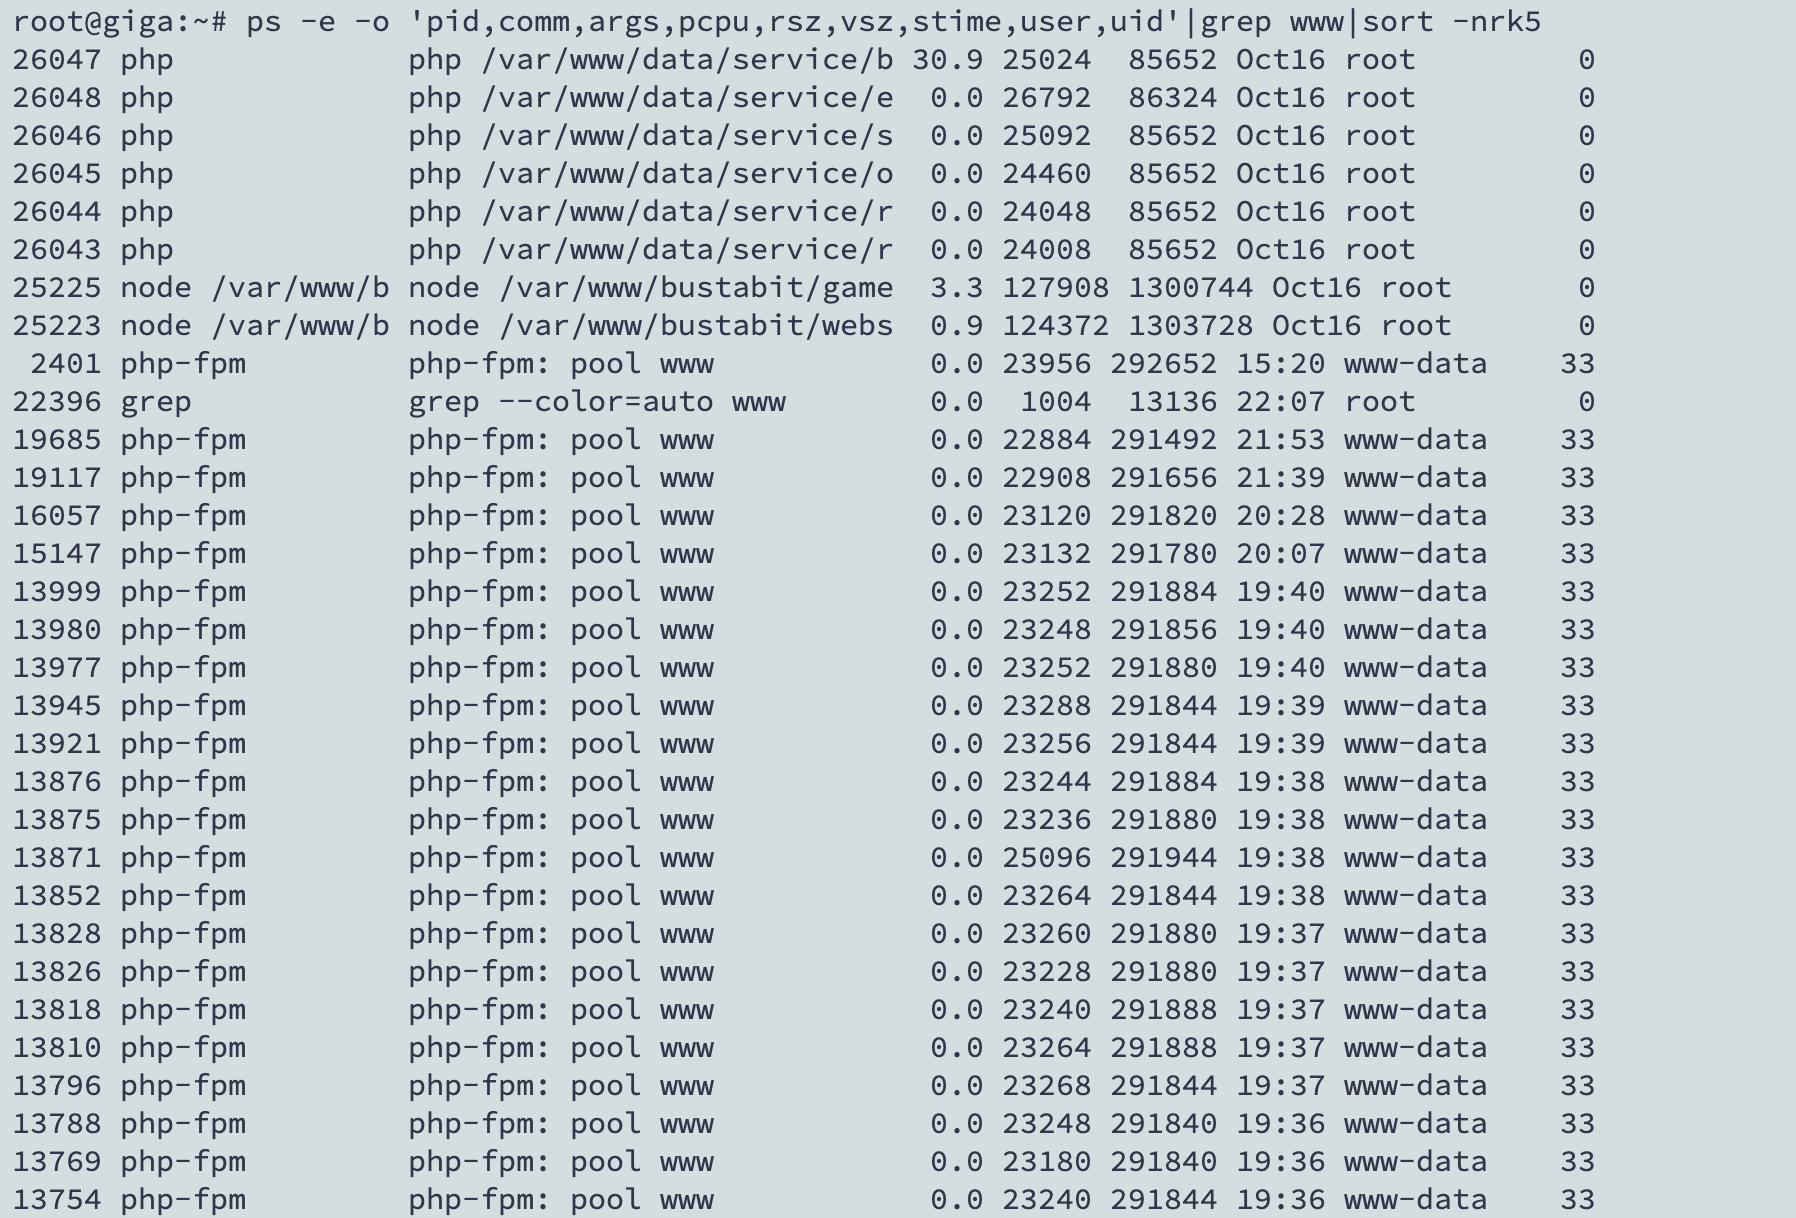 root@giga:~# ps -e -o 'pid,comm,args,pcpu,rsz,vsz,stime,user,uid'|grep www|sort -nrk5
26047 php             php /var/www/data/service/b 30.9 25024  85652 Oct16 root         0
26048 php             php /var/www/data/service/e  0.0 26792  86324 Oct16 root         0
26046 php             php /var/www/data/service/s  0.0 25092  85652 Oct16 root         0
26045 php             php /var/www/data/service/o  0.0 24460  85652 Oct16 root         0
26044 php             php /var/www/data/service/r  0.0 24048  85652 Oct16 root         0
26043 php             php /var/www/data/service/r  0.0 24008  85652 Oct16 root         0
25225 node /var/www/b node /var/www/bustabit/game  3.3 127908 1300744 Oct16 root       0
25223 node /var/www/b node /var/www/bustabit/webs  0.9 124372 1303728 Oct16 root       0
 2401 php-fpm         php-fpm: pool www            0.0 23956 292652 15:20 www-data    33
22396 grep            grep --color=auto www        0.0  1004  13136 22:07 root         0
19685 php-fpm         php-fpm: pool www            0.0 22884 291492 21:53 www-data    33
19117 php-fpm         php-fpm: pool www            0.0 22908 291656 21:39 www-data    33
16057 php-fpm         php-fpm: pool www            0.0 23120 291820 20:28 www-data    33
15147 php-fpm         php-fpm: pool www            0.0 23132 291780 20:07 www-data    33
13999 php-fpm         php-fpm: pool www            0.0 23252 291884 19:40 www-data    33
13980 php-fpm         php-fpm: pool www            0.0 23248 291856 19:40 www-data    33
13977 php-fpm         php-fpm: pool www            0.0 23252 291880 19:40 www-data    33
13945 php-fpm         php-fpm: pool www            0.0 23288 291844 19:39 www-data    33
13921 php-fpm         php-fpm: pool www            0.0 23256 291844 19:39 www-data    33
13876 php-fpm         php-fpm: pool www            0.0 23244 291884 19:38 www-data    33
13875 php-fpm         php-fpm: pool www            0.0 23236 291880 19:38 www-data    33
13871 php-fpm         php-fpm: pool www            0.0 25096 291944 19:38 www-data    33
13852 php-fpm         php-fpm: pool www            0.0 23264 291844 19:38 www-data    33
13828 php-fpm         php-fpm: pool www            0.0 23260 291880 19:37 www-data    33
13826 php-fpm         php-fpm: pool www            0.0 23228 291880 19:37 www-data    33
13818 php-fpm         php-fpm: pool www            0.0 23240 291888 19:37 www-data    33
13810 php-fpm         php-fpm: pool www            0.0 23264 291888 19:37 www-data    33
13796 php-fpm         php-fpm: pool www            0.0 23268 291844 19:37 www-data    33
13788 php-fpm         php-fpm: pool www            0.0 23248 291840 19:36 www-data    33
13769 php-fpm         php-fpm: pool www            0.0 23180 291840 19:36 www-data    33
13754 php-fpm         php-fpm: pool www            0.0 23240 291844 19:36 www-data    33